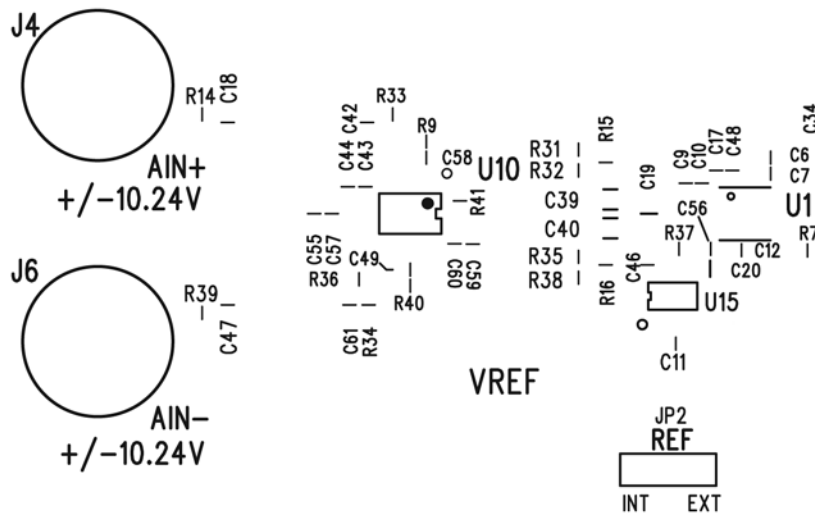 J4
R14
C18
AIN+
+/-10.24V
C42
R33
R9
C58
U10
C44
C43
R41
R31
R32
R15
C39
C40
C19
C9
C10
C17
C48
C34
C6
C7
U1
C56
R37
C12
C20
R7
C55
C57
C49
R36
R40
C60
C59
R35
R38
R16
C46
U15
J6
R39
C47
C61
R34
C11
AIN-
+/-10.24V
VREF
JP2
REF
INT EXT